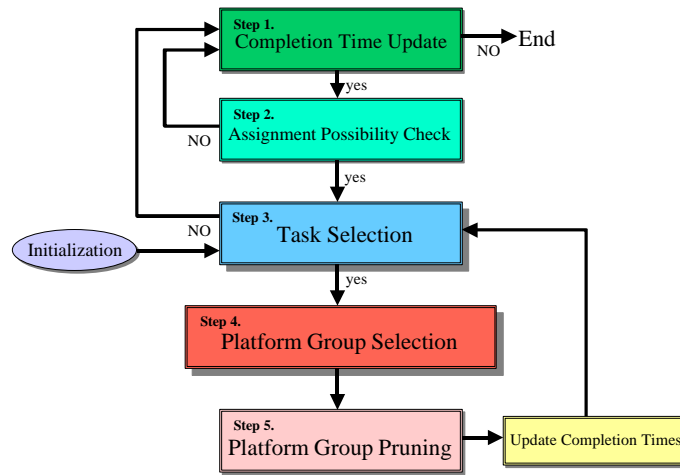 Step 1.
Completion Time Update
NO
End
yes
Step 2.
Assignment Possibility Check
NO
yes
Step 3.
Task Selection
NO
Initialization
yes
Step 4.
Platform Group Selection
Step 5.
Platform Group Pruning
Update Completion Times